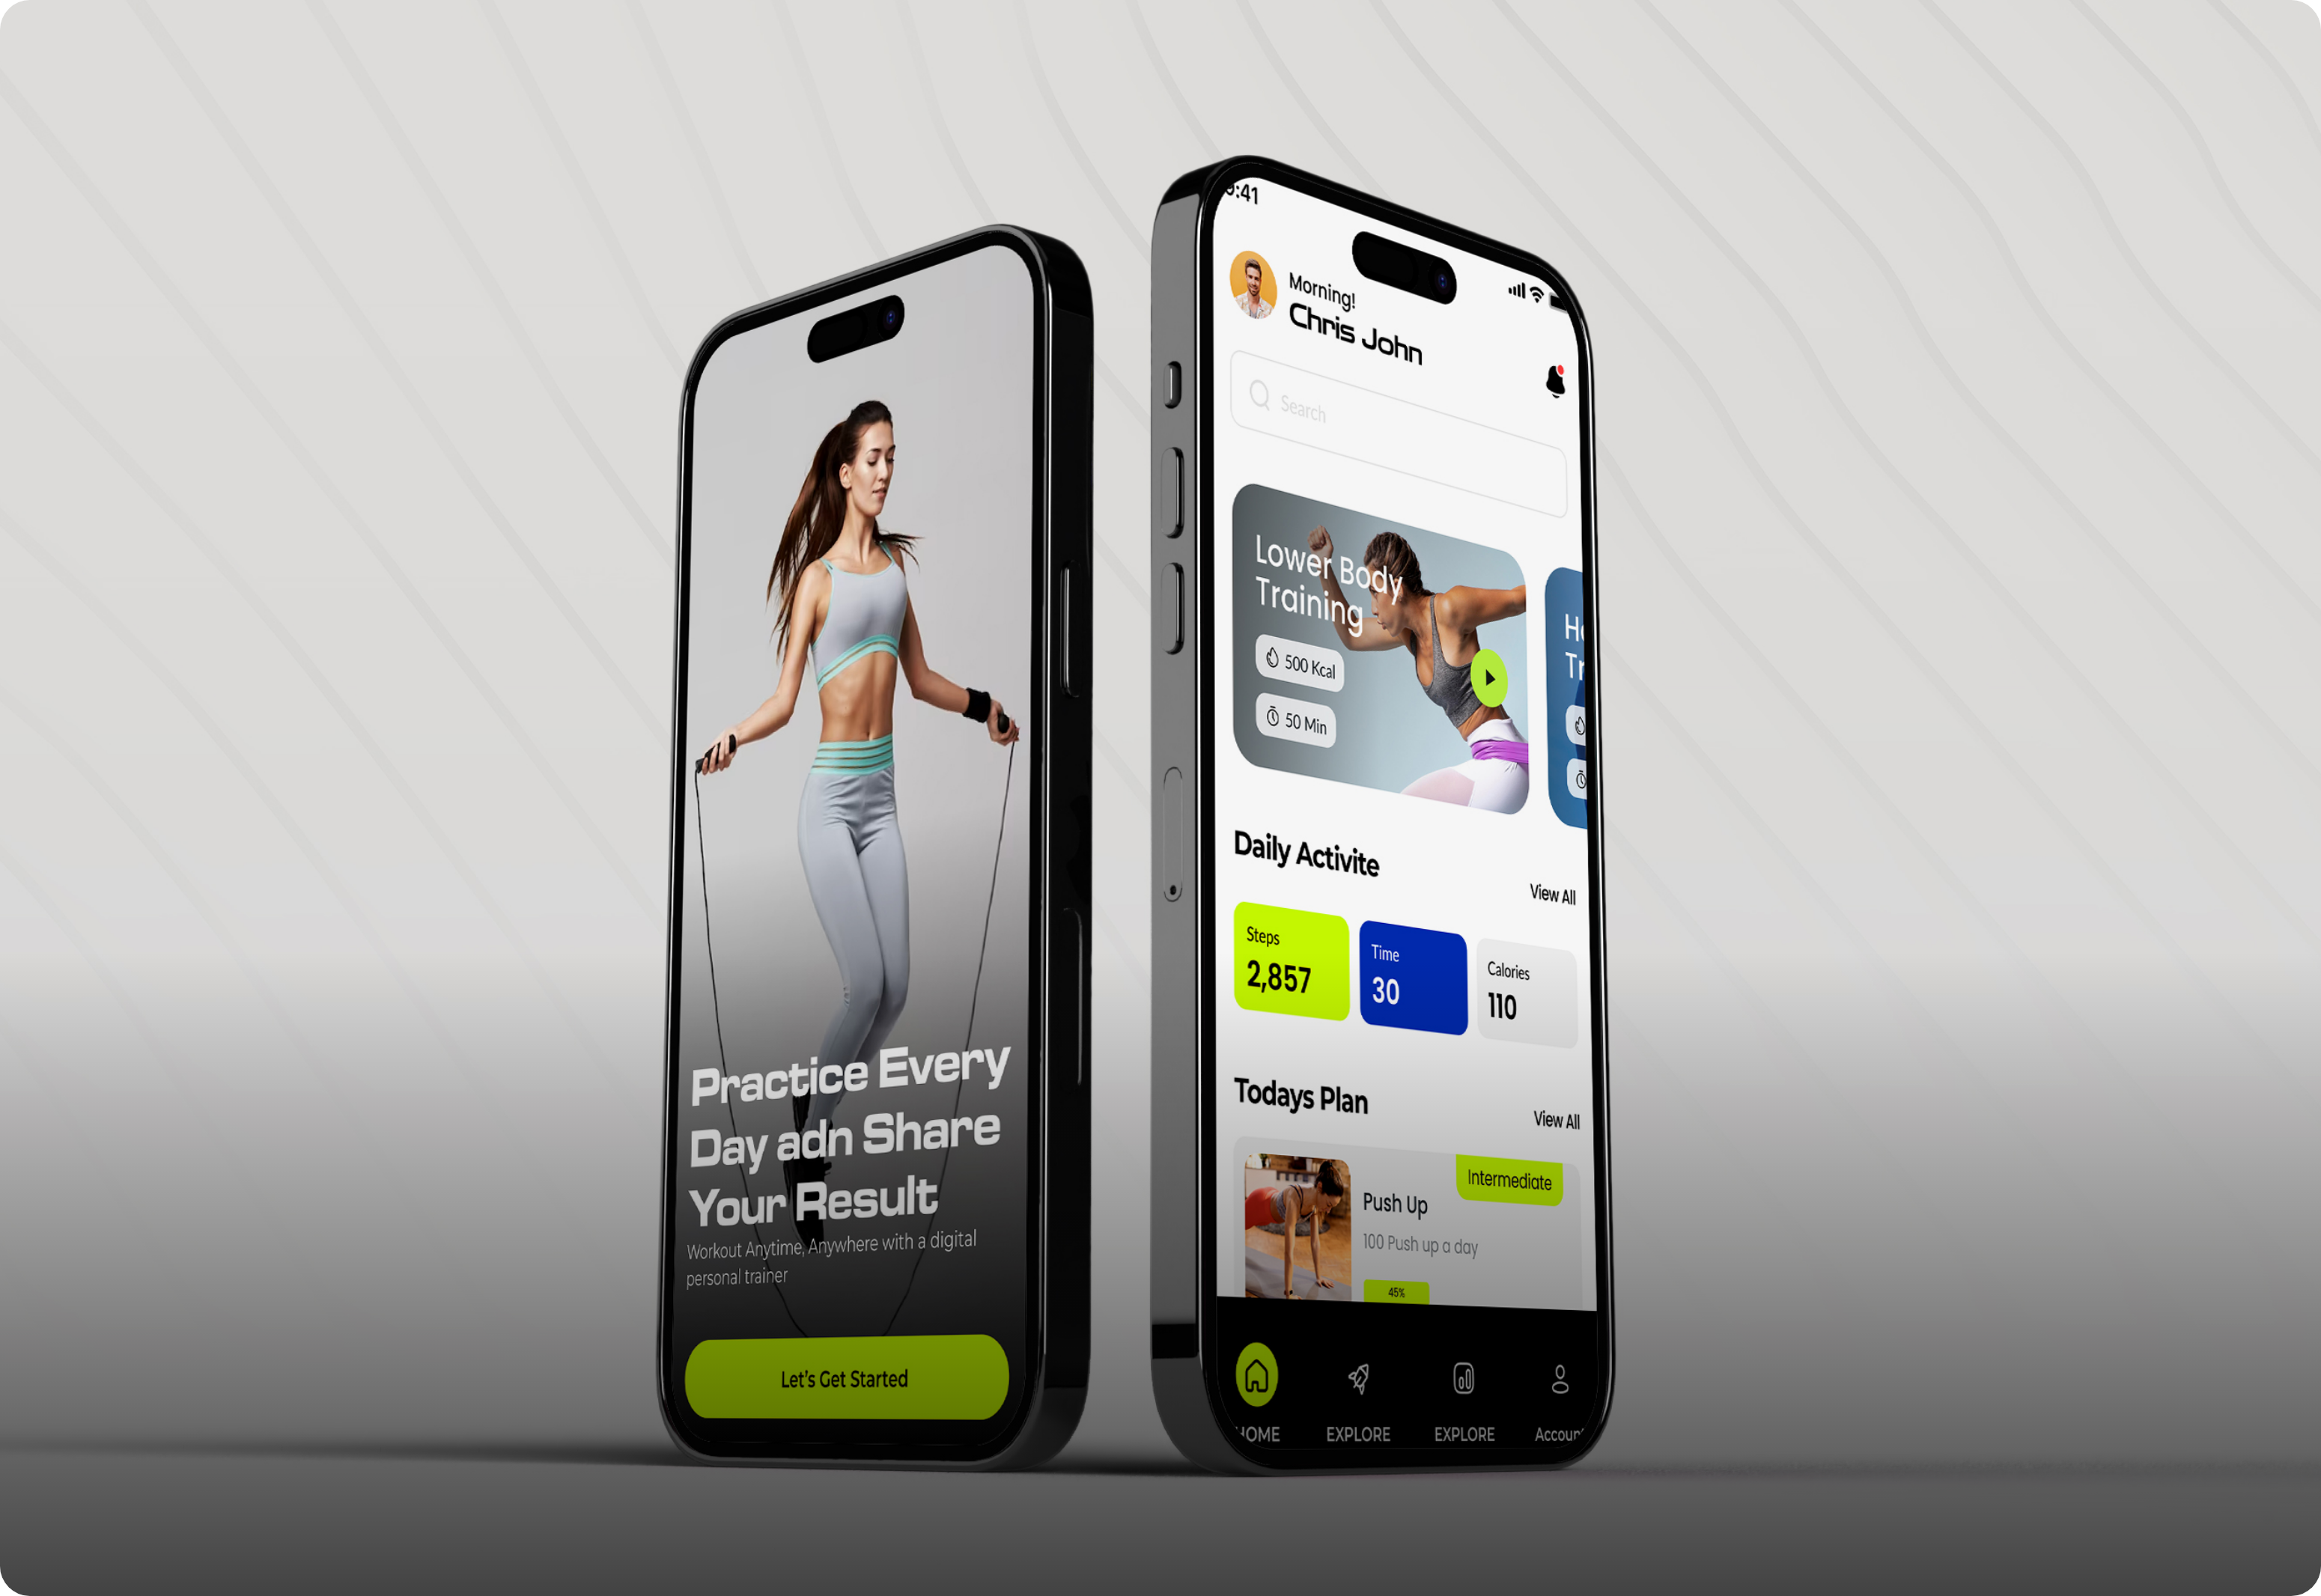 Practice Every
Day adn Share
Your Result
Workout Anytime, Anywhere with a digital
personal trainer
Let's Get Started
9:41
Morning!
Chris John
Search
Lower Body
Training
500 Kcal
50 Min
Daily Activite
View All
Steps
2,857
Time
30
Calories
110
Todays Plan
View All
Intermediate
Push Up
100 Push up a day
45%
HOME
EXPLORE
EXPLORE
Account